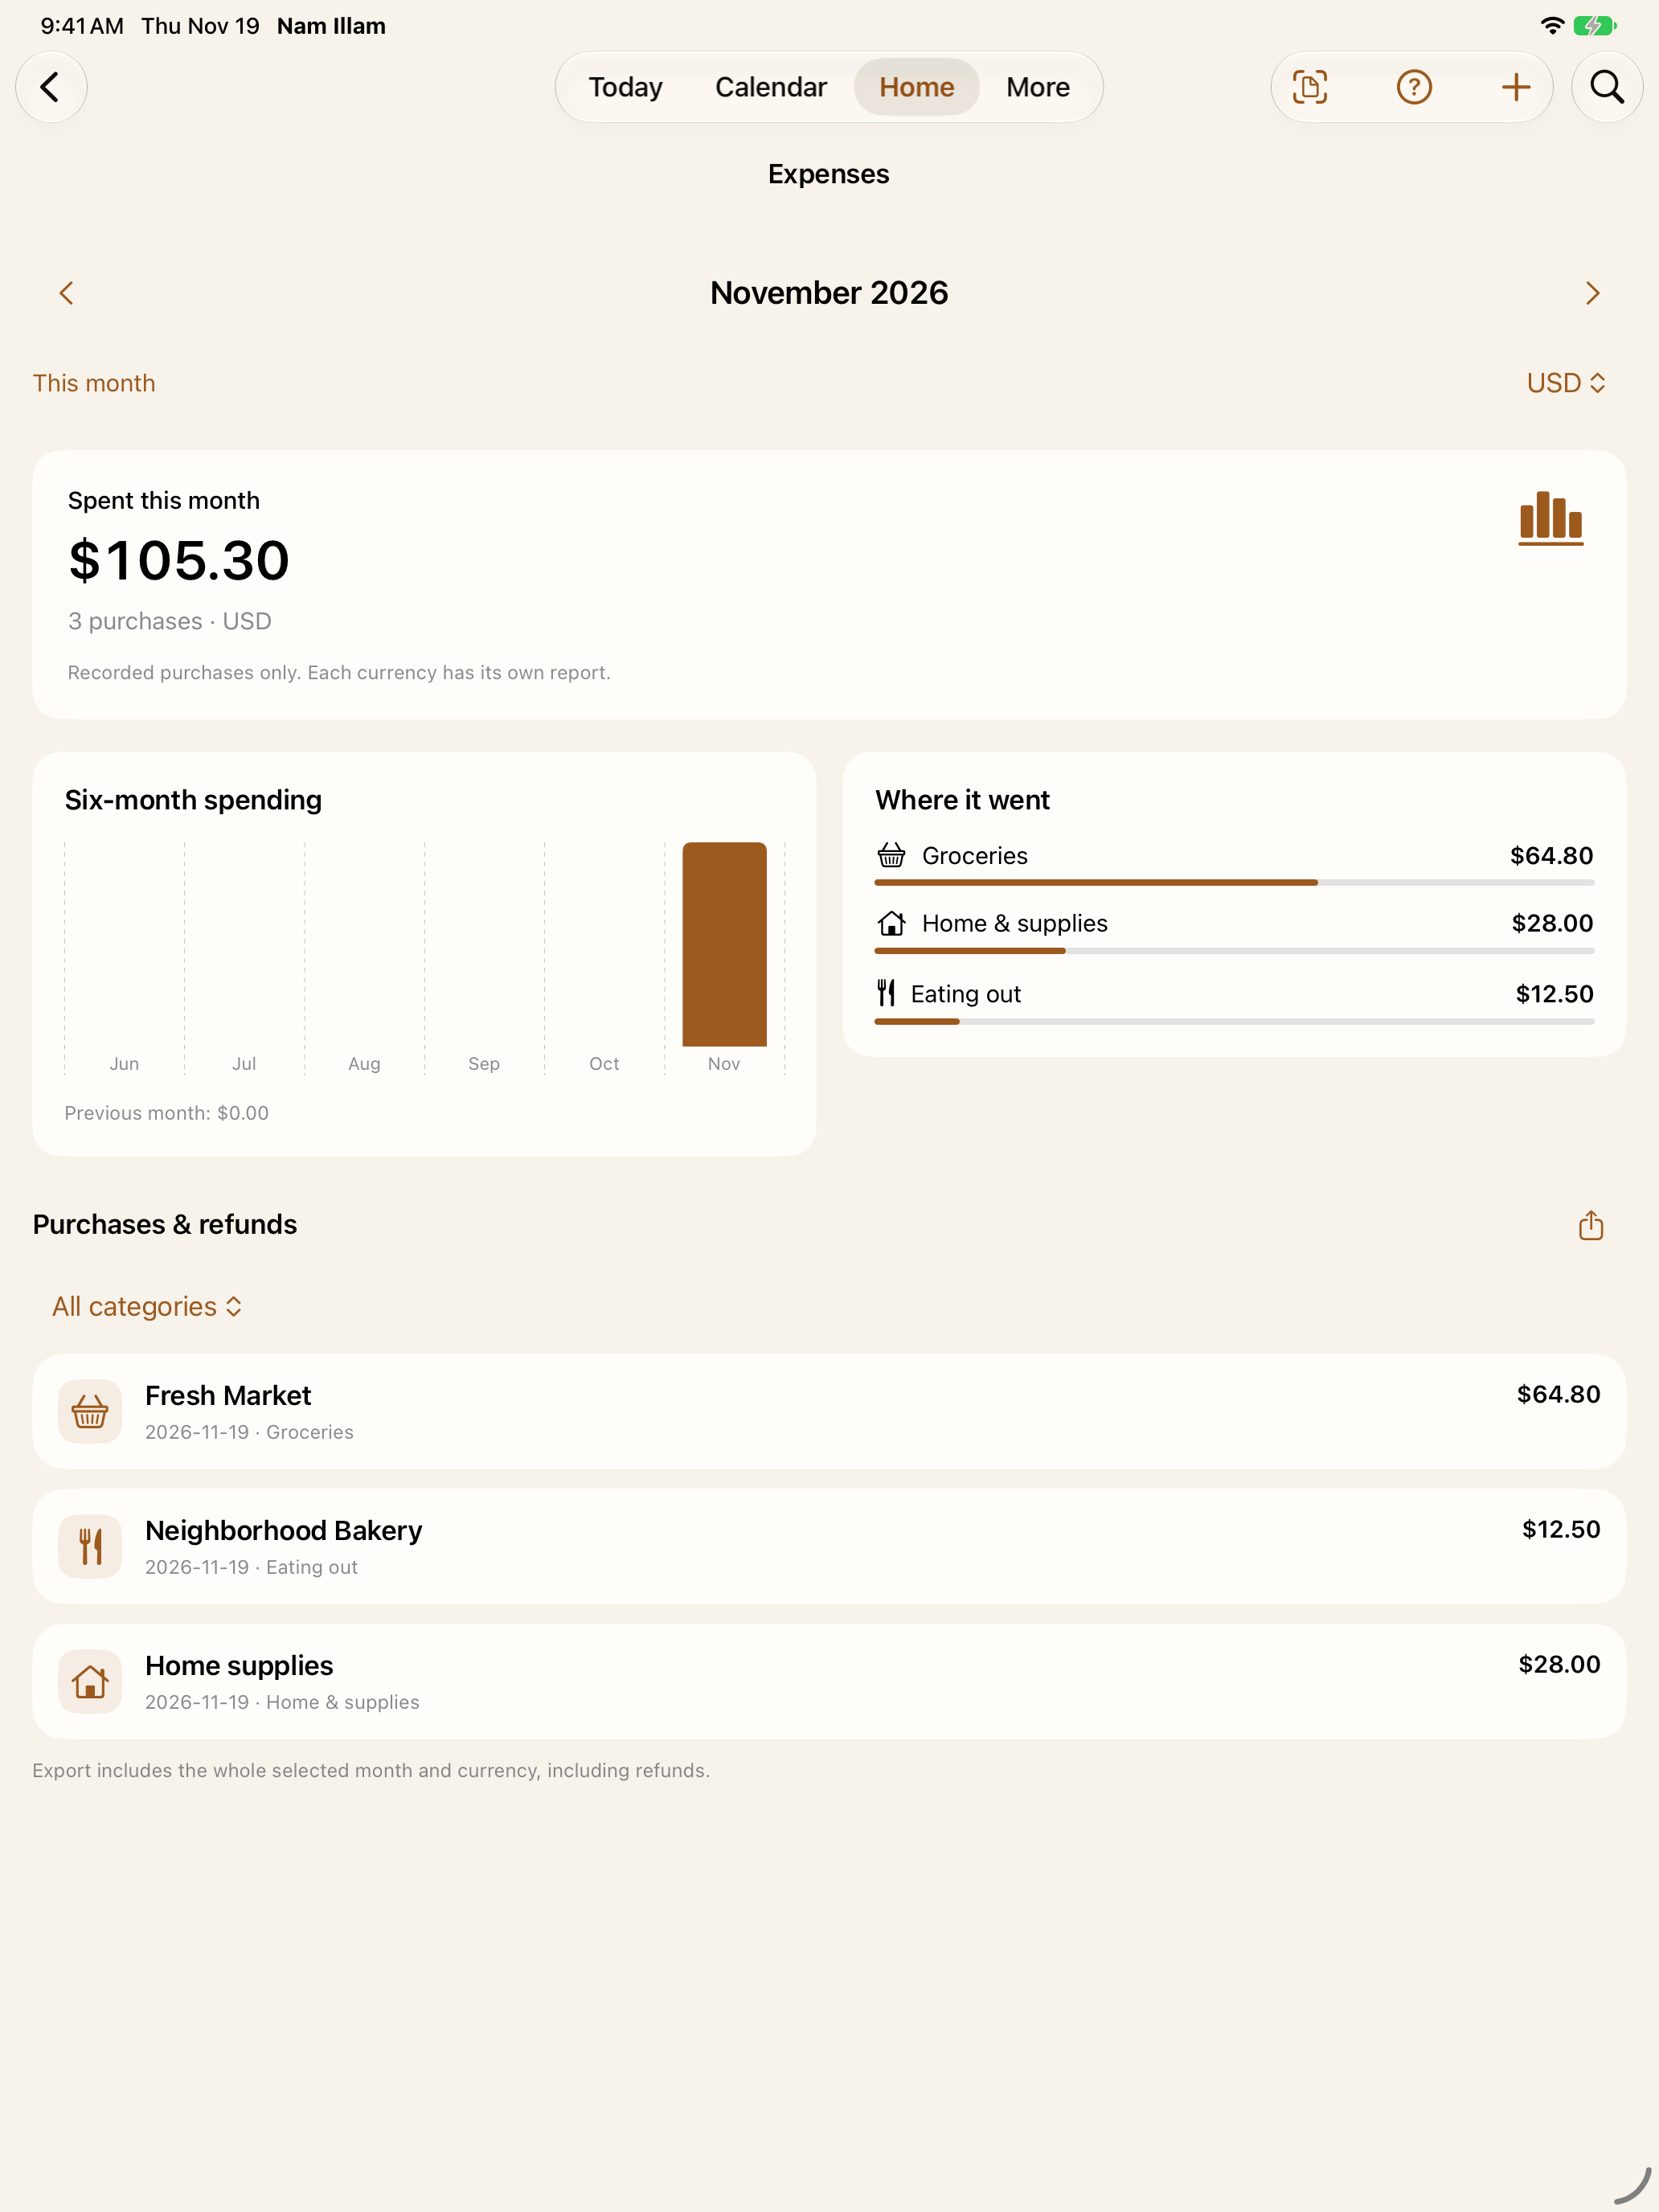 9:41 AM Thu Nov 19 Nam Illam
Today Calendar Home More
Expenses
November 2026
This month
USD
Spent this month
$105.30
3 purchases · USD
Recorded purchases only. Each currency has its own report.
Six-month spending
Jun Jul Aug Sep Oct Nov
Previous month: $0.00
Where it went
Groceries $64.80
Home & supplies $28.00
Eating out $12.50
Purchases & refunds
All categories
Fresh Market $64.80
2026-11-19 · Groceries
Neighborhood Bakery $12.50
2026-11-19 · Eating out
Home supplies $28.00
2026-11-19 · Home & supplies
Export includes the whole selected month and currency, including refunds.